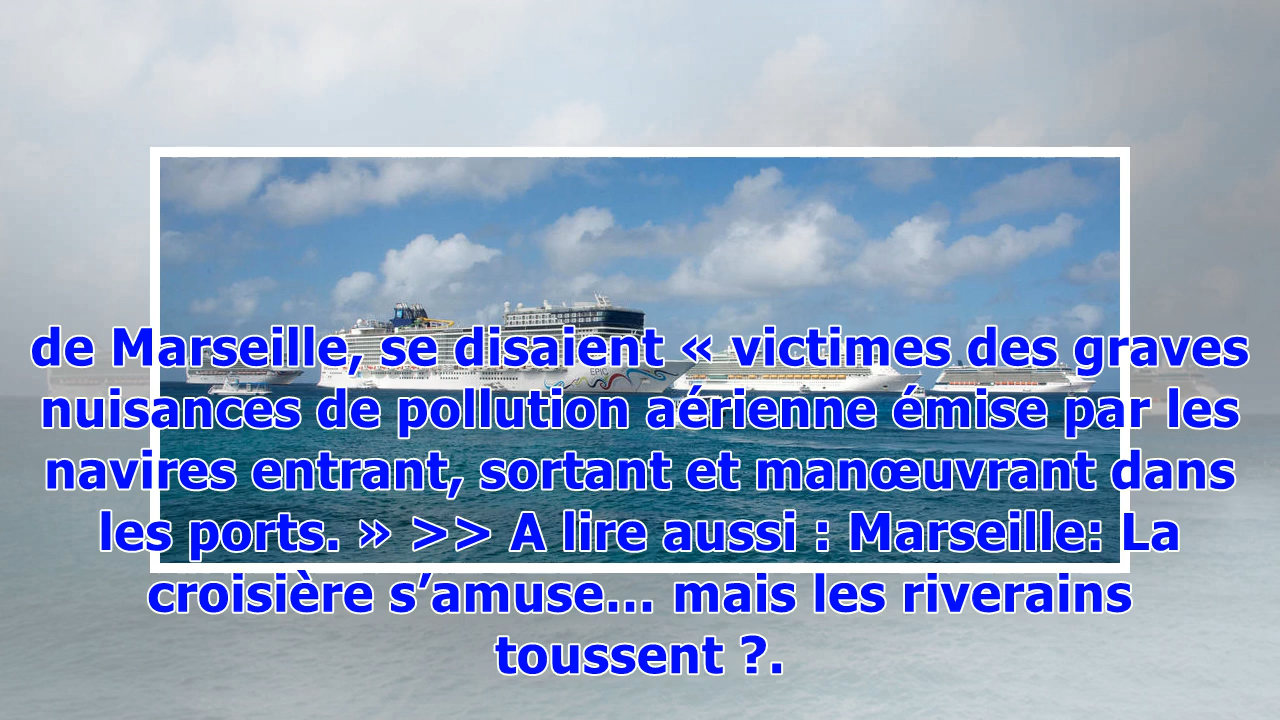 EPIC
de Marseille, se disaient « victimes des graves
nuisances de pollution aérienne émise par les
navires entrant, sortant et manœuvrant dans
les ports. » >> A lire aussi : Marseille: La
croisière s’amuse… mais les riverains
toussent ?.